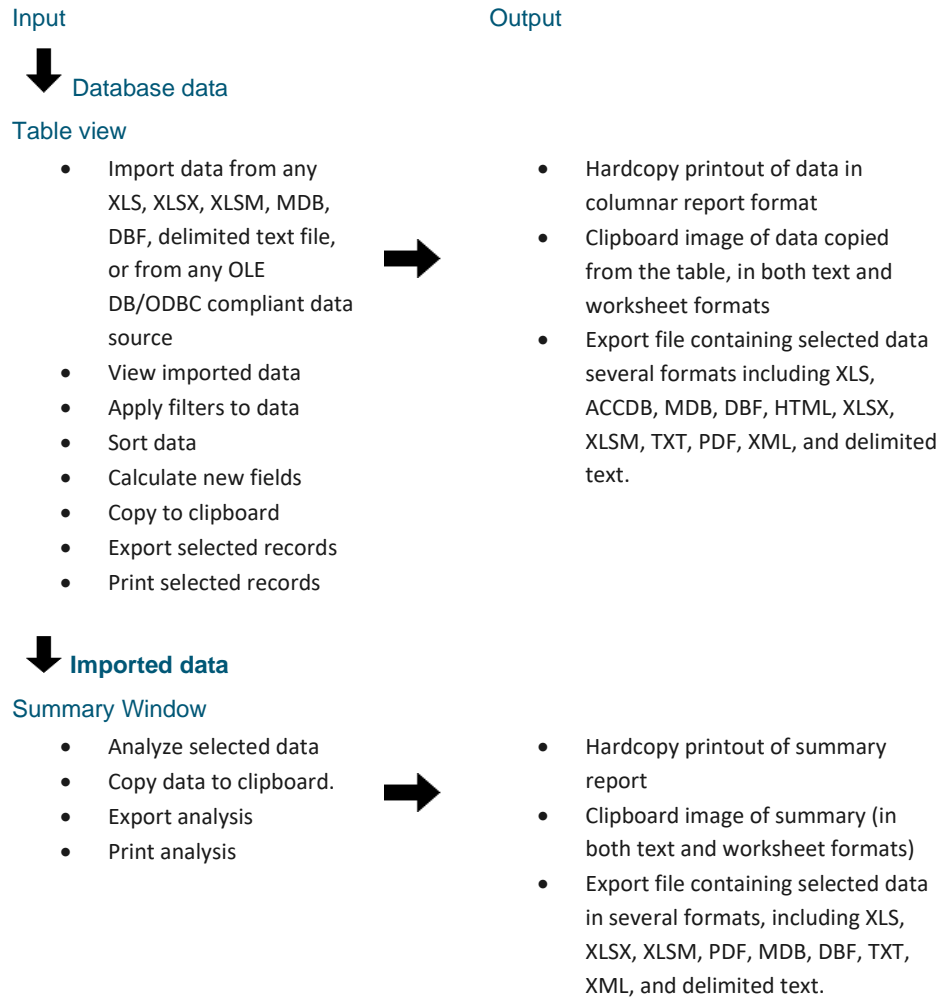 Input
Output
Database data
Table view
• Import data from any
XLS, XLSX, XLSM, MDB,
DBF, delimited text file,
or from any OLE
DB/ODBC compliant data
source
• View imported data
• Apply filters to data
• Sort data
• Calculate new fields
• Copy to clipboard
• Export selected records
• Print selected records
• Hardcopy printout of data in
columnar report format
• Clipboard image of data copied
from the table, in both text and
worksheet formats
• Export file containing selected data
several formats including XLS,
ACCDB, MDB, DBF, HTML, XLSX,
XLSM, TXT, PDF, XML, and delimited
text.
Imported data
Summary Window
• Analyze selected data
• Copy data to clipboard.
• Export analysis
• Print analysis
• Hardcopy printout of summary
report
• Clipboard image of summary (in
both text and worksheet formats)
• Export file containing selected data
in several formats, including XLS,
XLSX, XLSM, PDF, MDB, DBF, TXT,
XML, and delimited text.